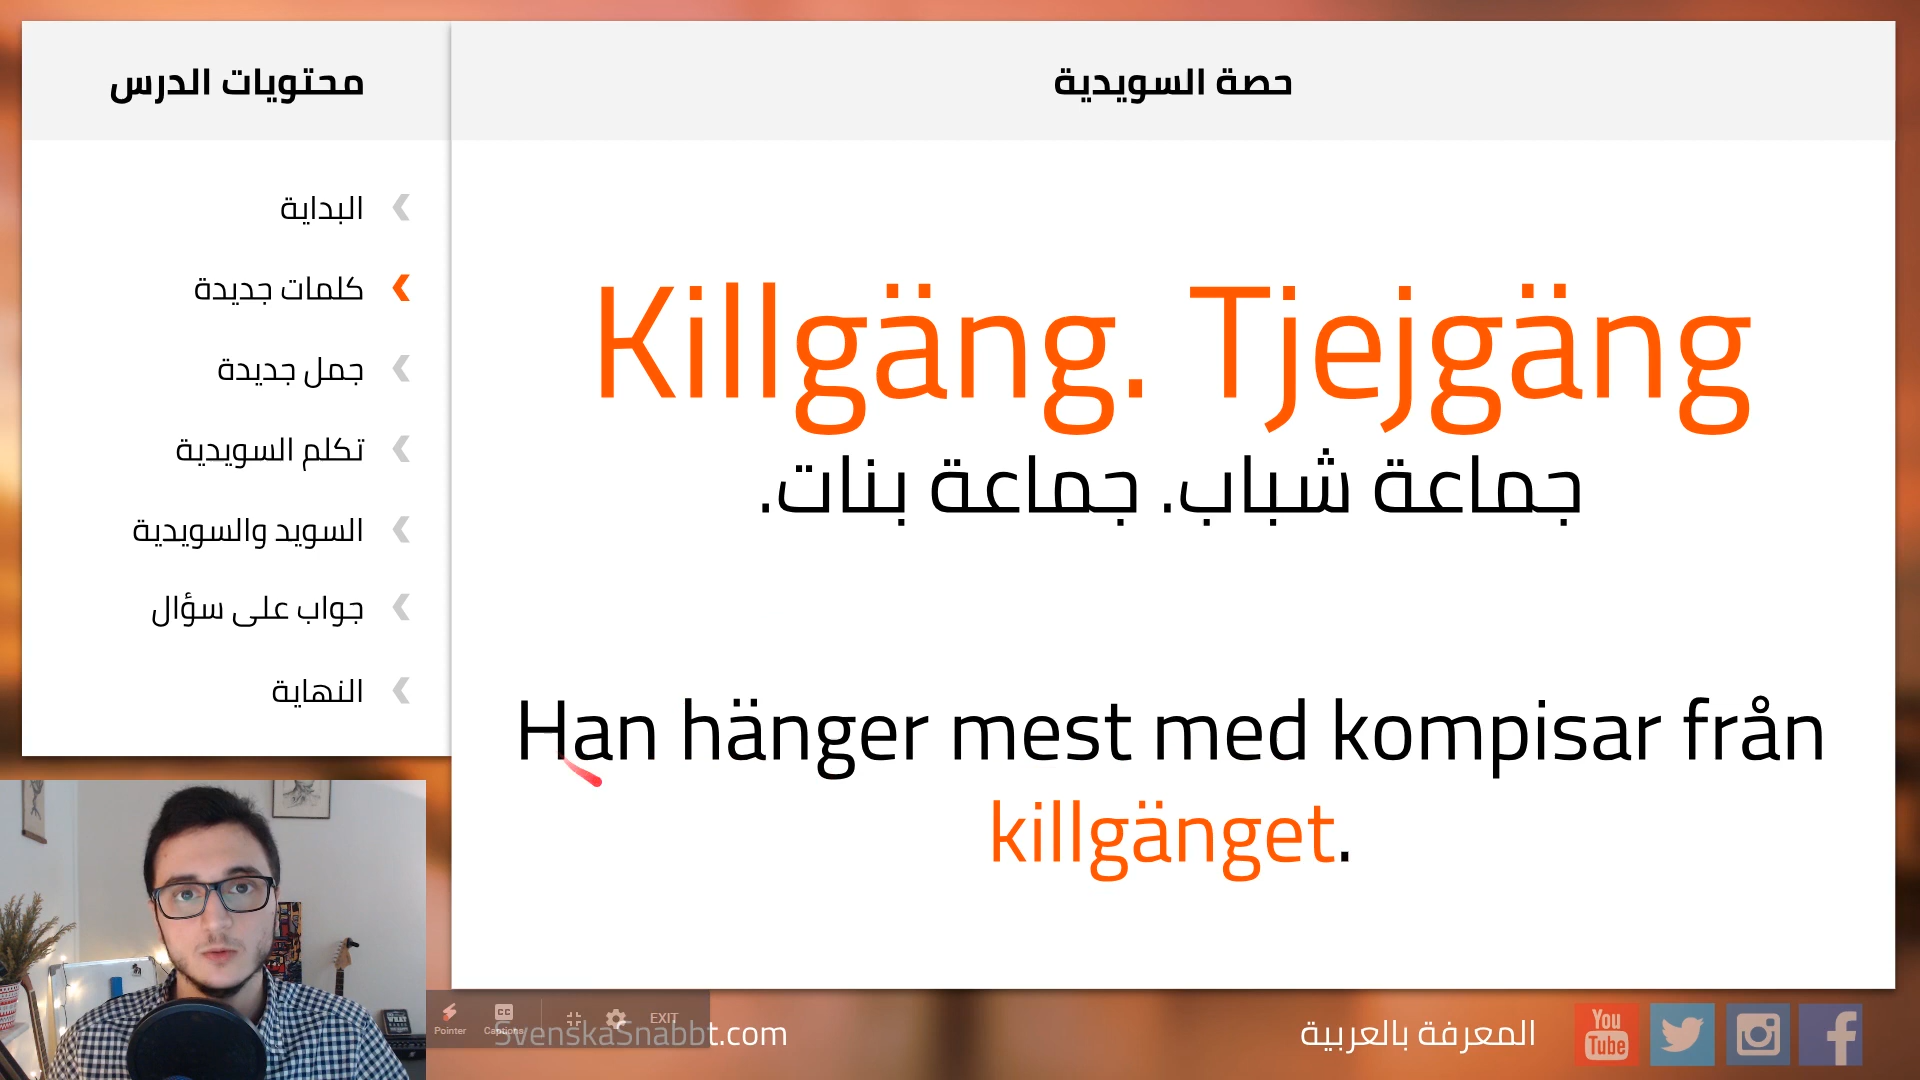 حصة السويدية
محتويات الدرس
البداية
كلمات جديدة
جمل جديدة
تكلم السويدية
السويد والسويدية
جواب على سؤال
النهاية
Killgäng. Tjejgäng
جماعة شباب. جماعة بنات.
Han hänger mest med kompisar från
killgänget.
Pointer
Captions
EXIT
SvenskaSnabbt.com
المعرفة بالعربية
You
Tube